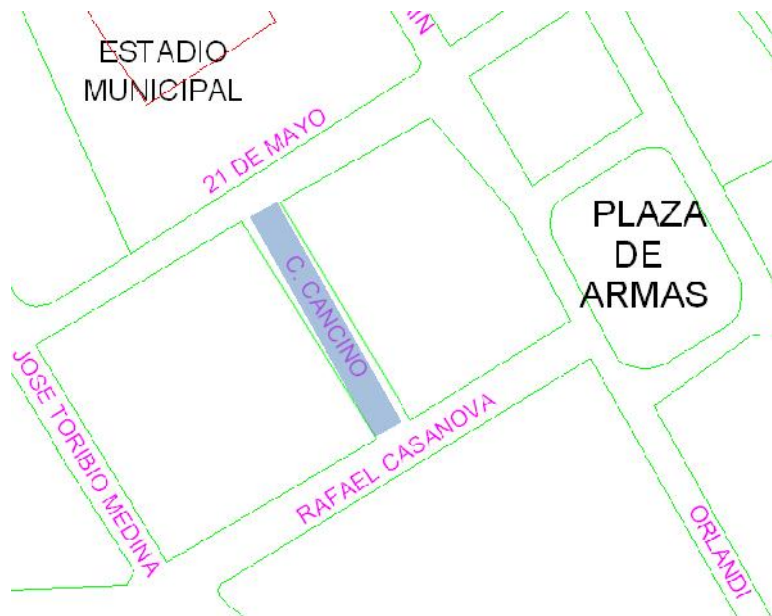 ESTADIO
MUNICIPAL
21 DE MAYO
PLAZA
DE
ARMAS
C. CANCINO
JOSE TORIBIO MEDINA
RAFAEL CASANOVA
ORLANDI